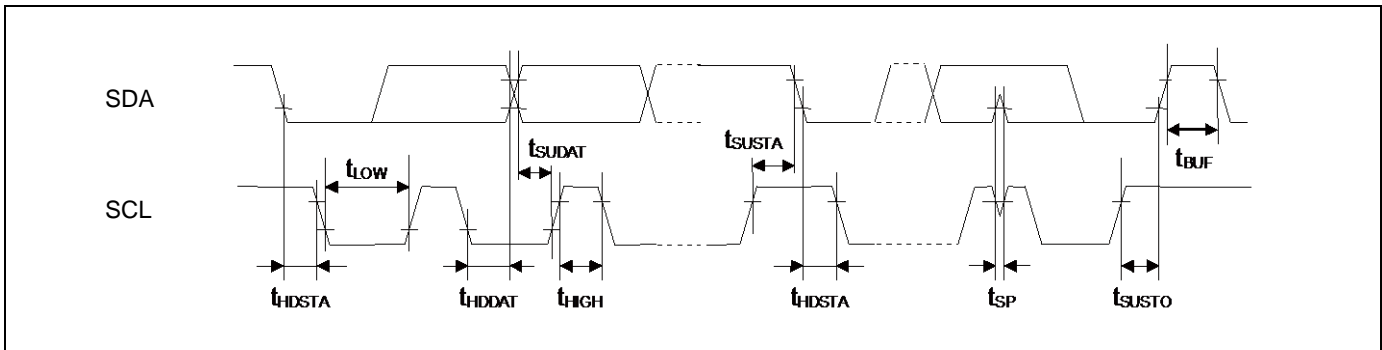 SDA
tSUSTA
tSUDAT
tBUF
tLOW
SCL
tHDSTA
tHDDAT
tHIGH
tHDSTA
tSP
tSUSTO